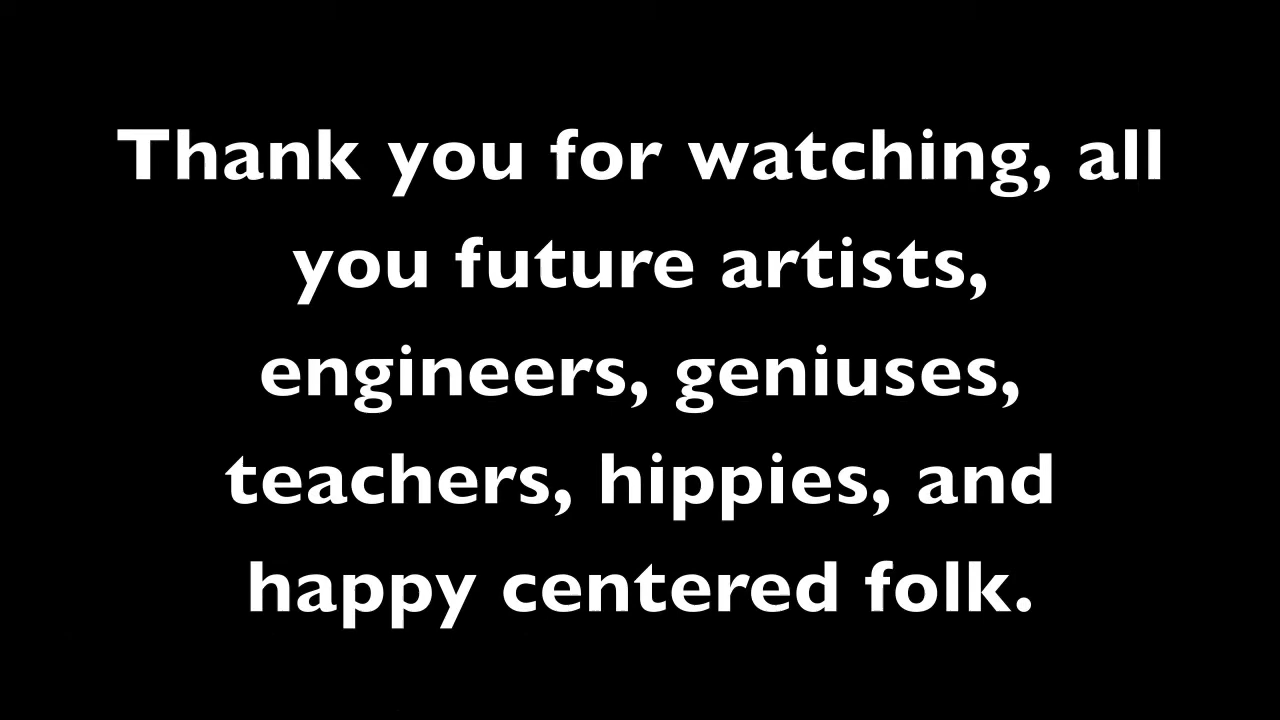 Thank you for watching, all
you future artists,
engineers, geniuses,
teachers, hippies, and
happy centered folk.